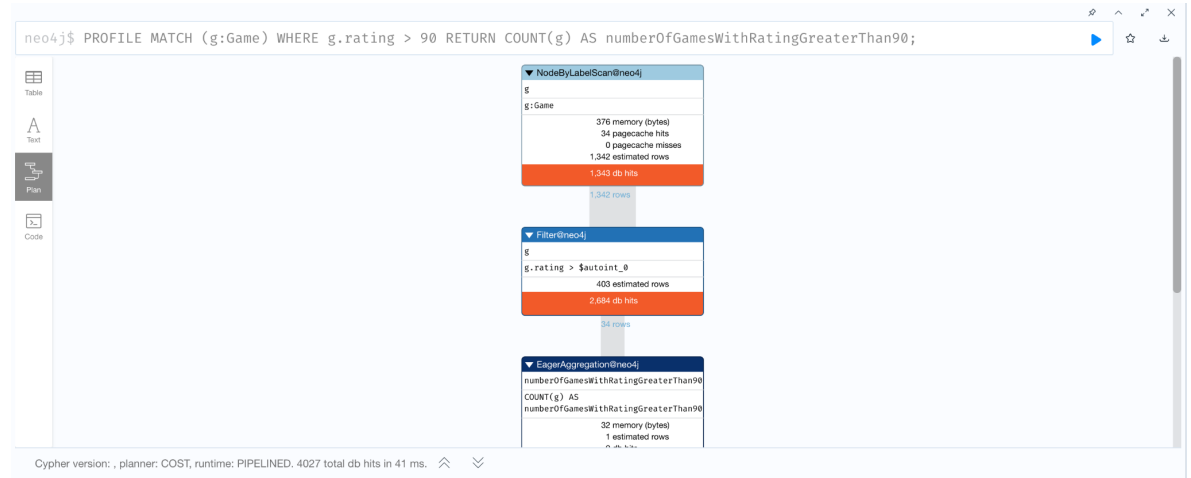 neo4j$ PROFILE MATCH (g:Game) WHERE g.rating > 90 RETURN COUNT(g) AS numberOfGamesWithRatingGreaterThan90;
Table
Text
Plan
Code
NodeByLabelScan@neo4j
g
g:Game
376 memory (bytes)
34 pagecache hits
0 pagecache misses
1,342 estimated rows
1,343 db hits
1,342 rows
Filter@neo4j
g
g.rating > $autoint_0
403 estimated rows
2,684 db hits
34 rows
EagerAggregation@neo4j
numberOfGamesWithRatingGreaterThan90
COUNT(g) AS
numberOfGamesWithRatingGreaterThan90
32 memory (bytes)
1 estimated rows
Cypher version: , planner: COST, runtime: PIPELINED. 4027 total db hits in 41 ms.